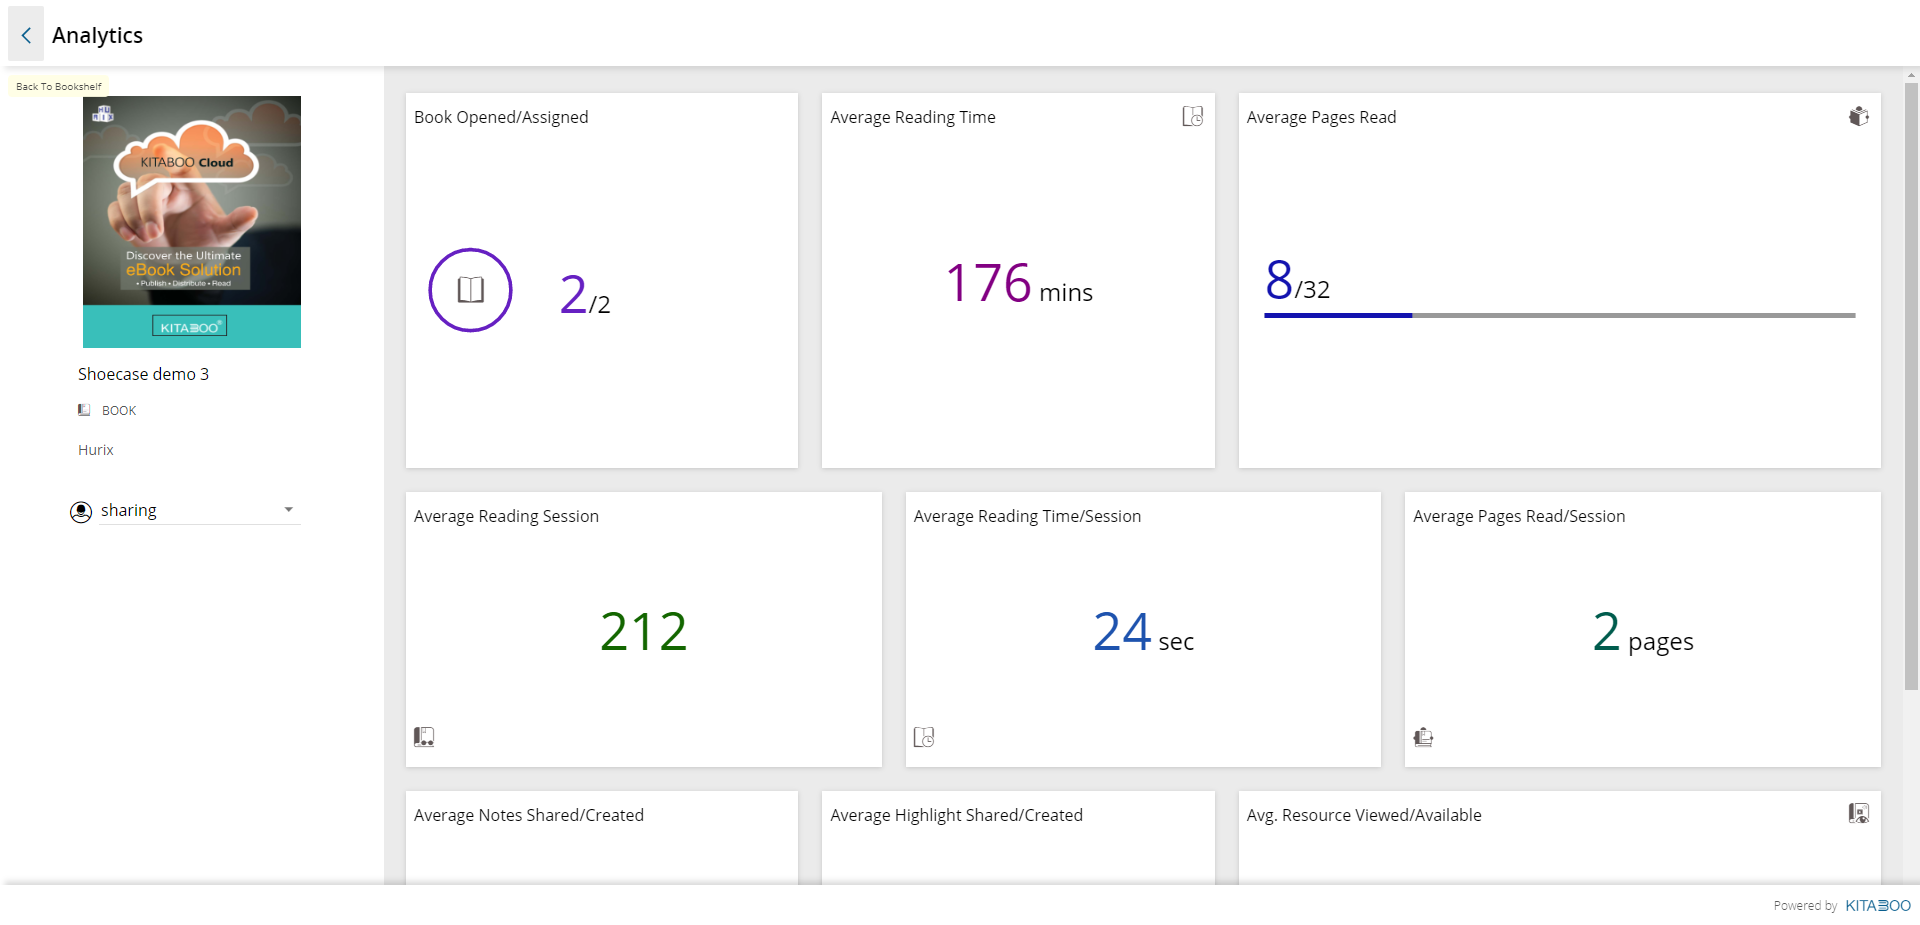 Analytics
Back To Bookshelf
HU
RIX
KITABOO Cloud
Discover the Ultimate
eBook Solution
• Publish • Distribute • Read
KITABOO®
Shoecase demo 3
BOOK
Hurix
sharing
Book Opened/Assigned
2/2
Average Reading Time
176 mins
Average Pages Read
8/32
Average Reading Session
212
Average Reading Time/Session
24 sec
Average Pages Read/Session
2 pages
Average Notes Shared/Created
Average Highlight Shared/Created
Avg. Resource Viewed/Available
Powered by KITABOO